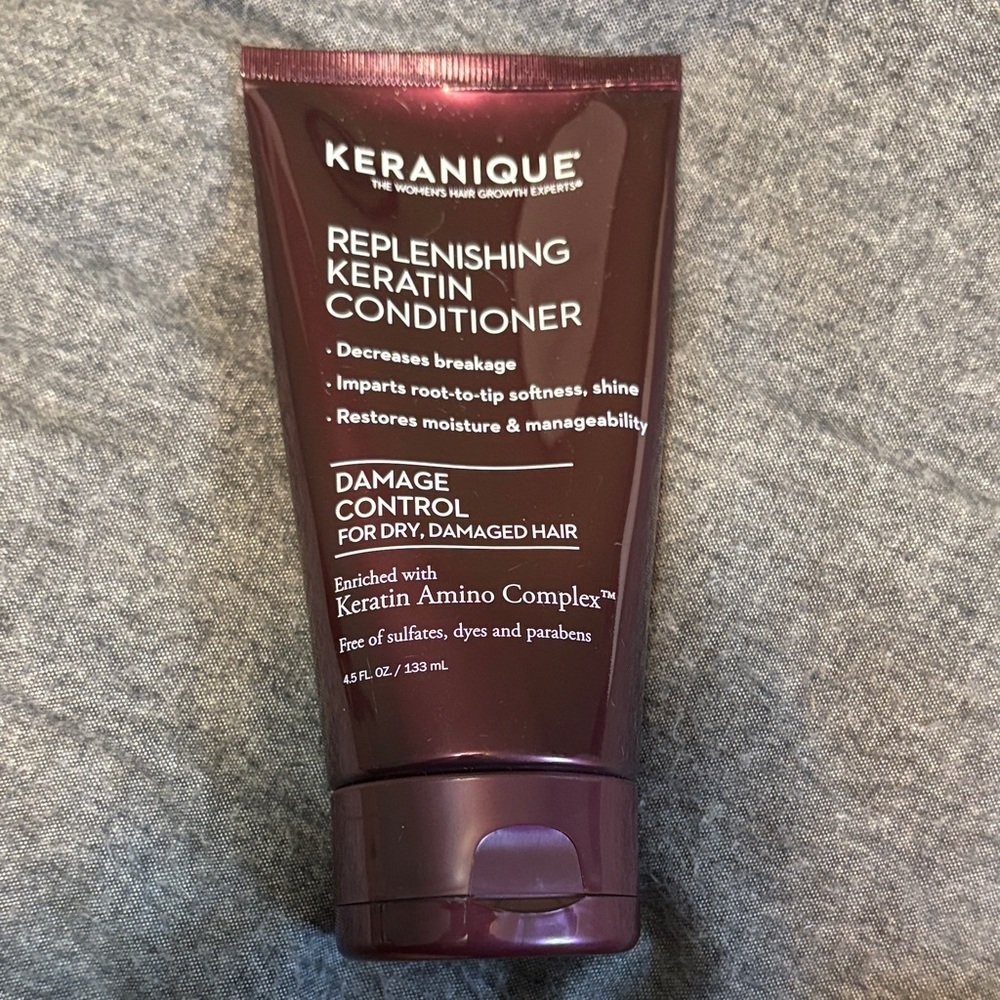 KERANIQUE®
THE WOMEN'S HAIR GROWTH EXPERTS®
REPLENISHING
KERATIN
CONDITIONER
· Decreases breakage
· Imparts root-to-tip softness, shine
· Restores moisture & manageability
DAMAGE
CONTROL
FOR DRY, DAMAGED HAIR
Enriched with
Keratin Amino Complex™
Free of sulfates, dyes and parabens
4.5 FL. OZ. / 133 mL